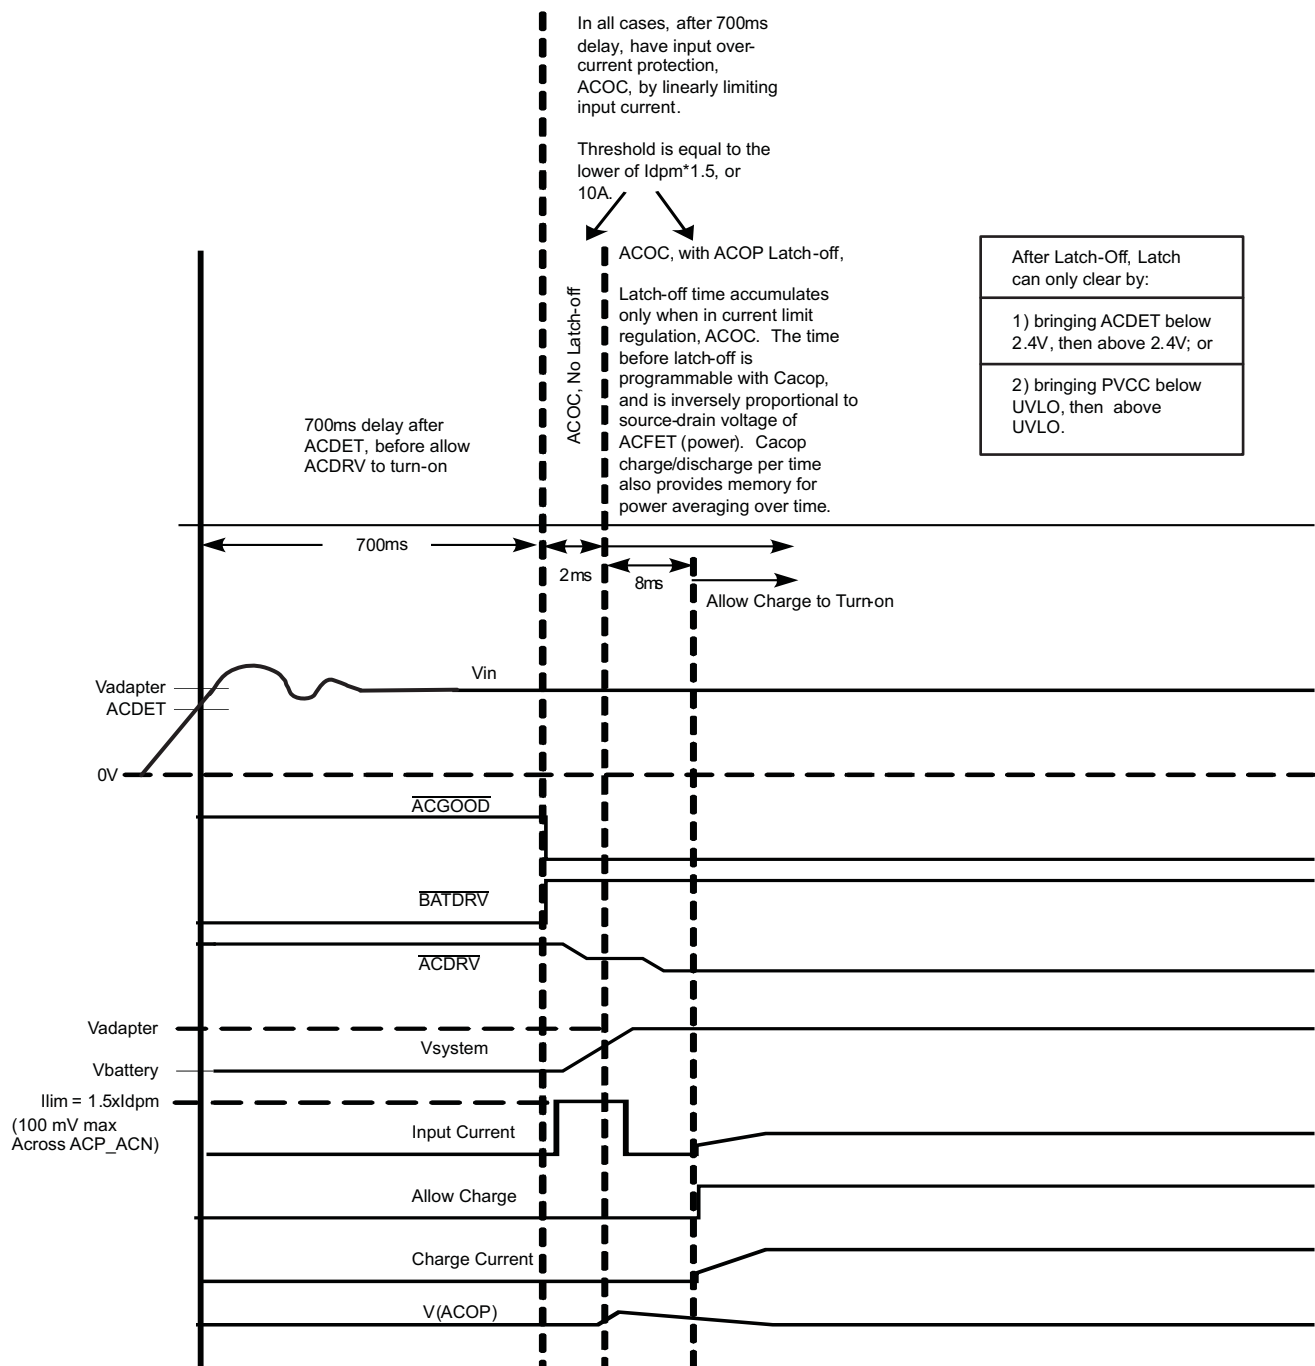 In all cases, after 700ms
delay, have input over-
current protection,
ACOC, by linearly limiting
input current.
Threshold is equal to the
lower of Idpm*1.5, or
10A.
ACOC, No Latch-off
ACOC, with ACOP Latch-off,
Latch-off time accumulates
only when in current limit
regulation, ACOC. The time
before latch-off is
programmable with Cacop,
and is inversely proportional to
source-drain voltage of
ACFET (power). Cacop
charge/discharge per time
also provides memory for
power averaging over time.
After Latch-Off, Latch
can only clear by:
1) bringing ACDET below
2.4V, then above 2.4V; or
2) bringing PVCC below
UVLO, then above
UVLO.
700ms delay after
ACDET, before allow
ACDRV to turn-on
700ms
2ms
8ms
Allow Charge to Turn-on
Vin
Vadapter
ACDET
0V
ACGOOD
BATDRV
ACDRV
Vadapter
Vsystem
Vbattery
Ilim = 1.5xIdpm
(100 mV max
Across ACP_ACN)
Input Current
Allow Charge
Charge Current
V(ACOP)